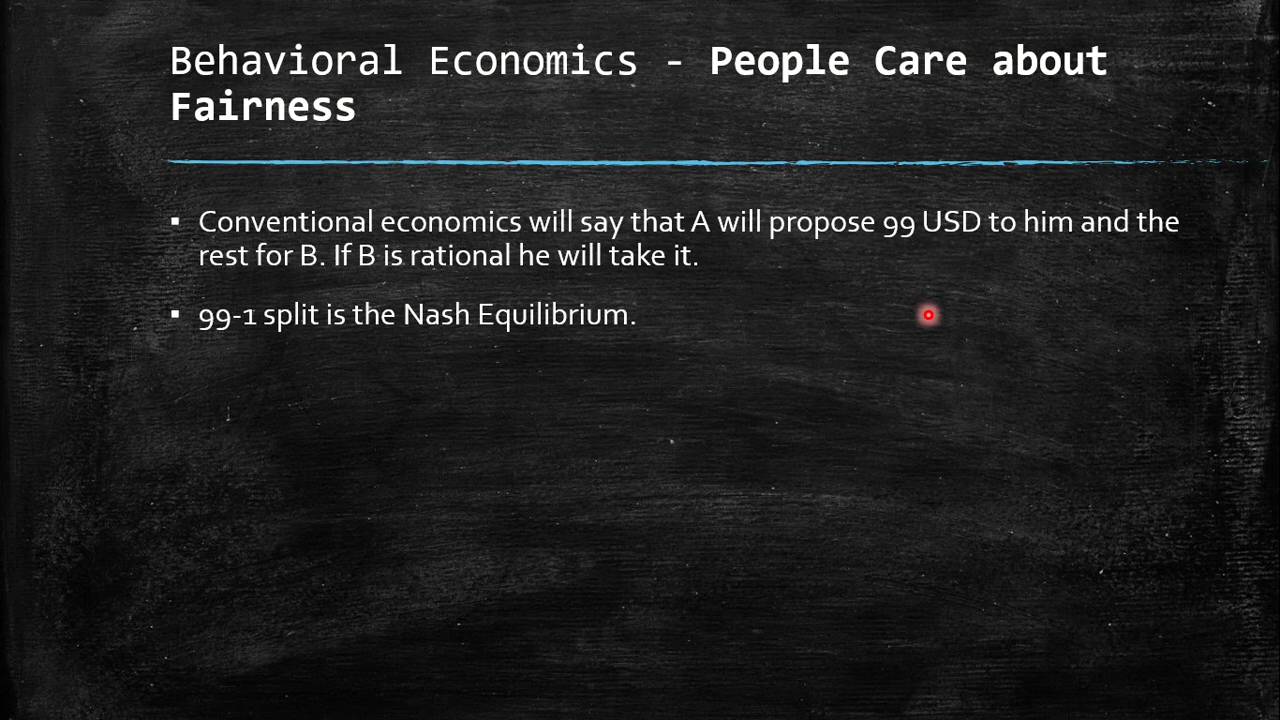 Behavioral Economics - People Care about
Fairness
▪ Conventional economics will say that A will propose 99 USD to him and the
rest for B. If B is rational he will take it.
▪ 99-1 split is the Nash Equilibrium.